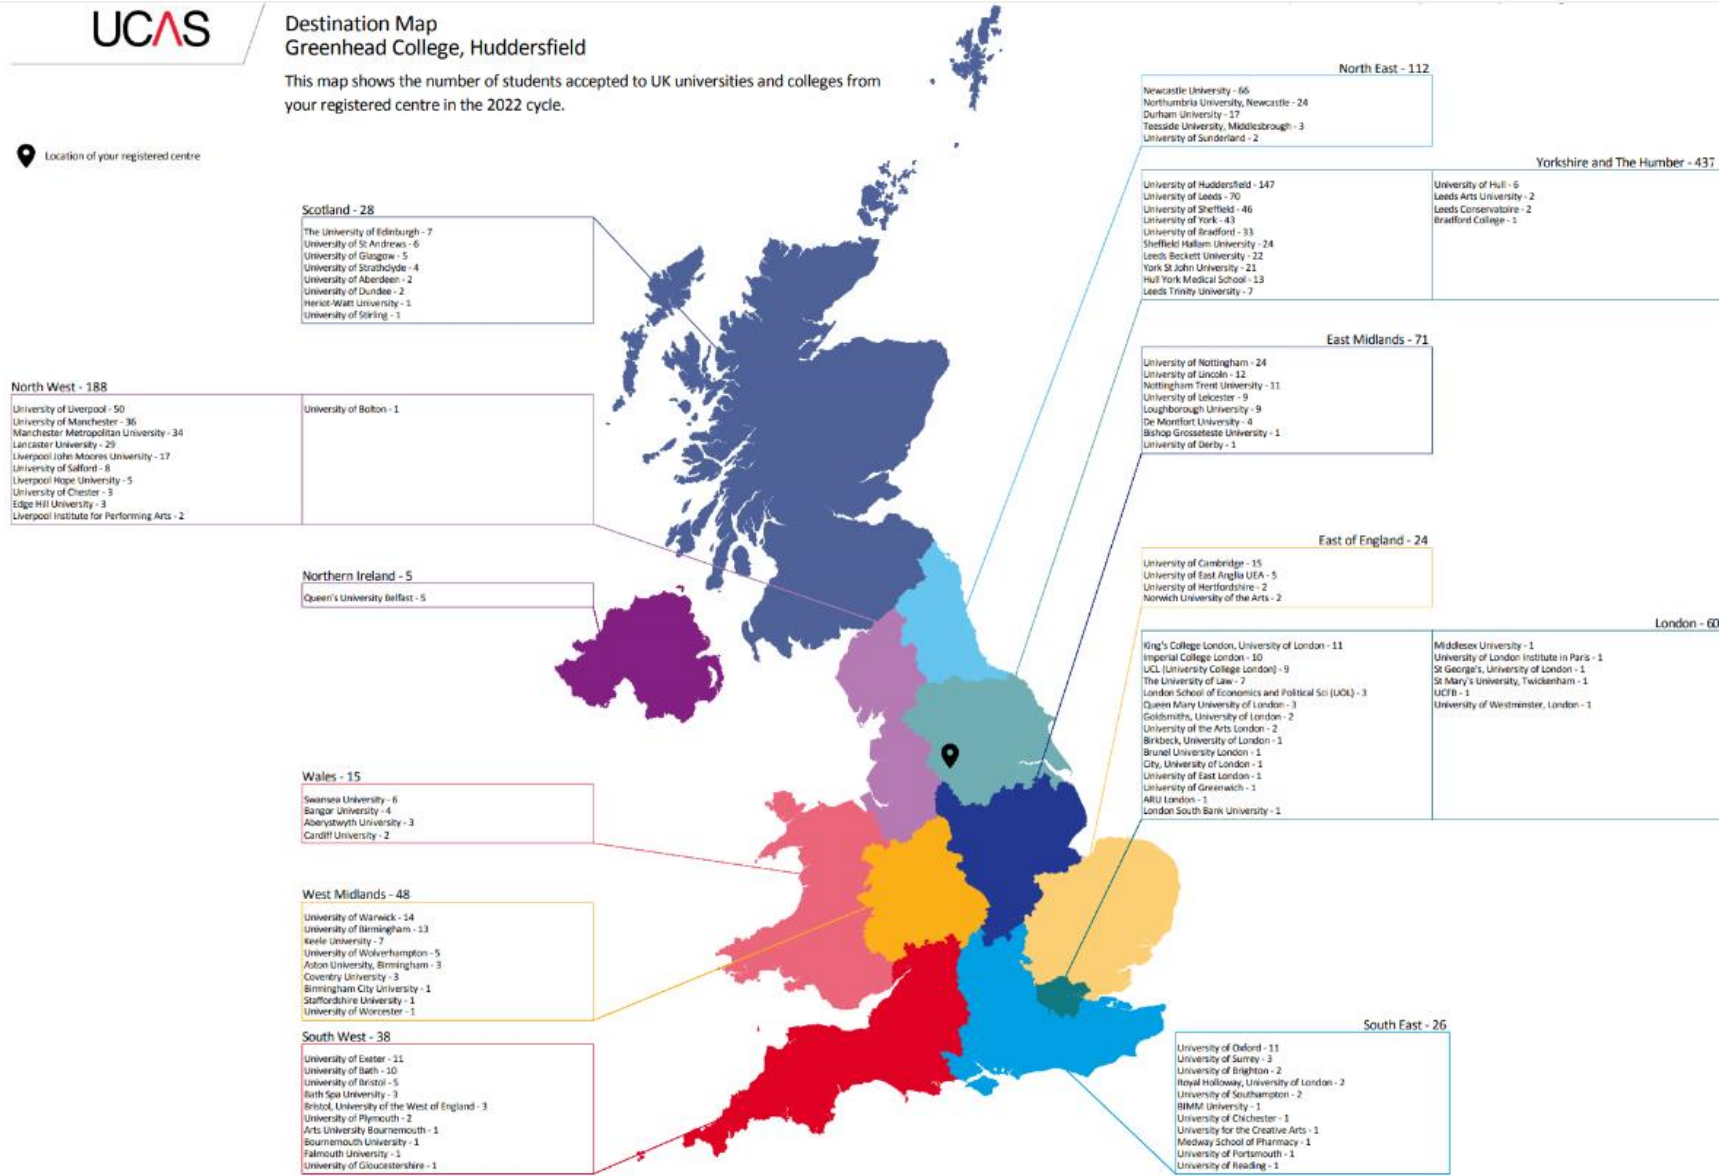 UCAS
Destination Map
Greenhead College, Huddersfield
This map shows the number of students accepted to UK universities and colleges from
your registered centre in the 2022 cycle.
Location of your registered centre
North East - 112
Newcastle University - 66
Northumbria University, Newcastle - 24
Durham University - 17
Teesside University, Middlesbrough - 3
University of Sunderland - 2
Yorkshire and The Humber - 437
University of Huddersfield - 147
University of Leeds - 70
University of Sheffield - 46
University of York - 43
University of Bradford - 33
Sheffield Hallam University - 24
Leeds Beckett University - 22
York St John University - 21
Hull York Medical School - 13
Leeds Trinity University - 7
University of Hull - 6
Leeds Arts University - 2
Leeds Conservatoire - 2
Bradford College - 1
Scotland - 28
The University of Edinburgh - 7
University of St Andrews - 6
University of Glasgow - 5
University of Strathclyde - 4
University of Aberdeen - 2
University of Dundee - 2
Heriot-Watt University - 1
University of Stirling - 1
East Midlands - 71
University of Nottingham - 24
University of Lincoln - 12
Nottingham Trent University - 11
University of Leicester - 9
Loughborough University - 9
De Montfort University - 4
Bishop Grosseteste University - 1
University of Derby - 1
North West - 188
University of Liverpool - 50
University of Manchester - 36
Manchester Metropolitan University - 34
Lancaster University - 29
Liverpool John Moores University - 17
University of Salford - 8
Liverpool Hope University - 5
University of Chester - 3
Edge Hill University - 3
Liverpool Institute for Performing Arts - 2
University of Bolton - 1
East of England - 24
University of Cambridge - 15
University of East Anglia UEA - 5
University of Hertfordshire - 2
Norwich University of the Arts - 2
Northern Ireland - 5
Queen's University Belfast - 5
London - 60
King's College London, University of London - 11
Imperial College London - 10
UCL (University College London) - 9
The University of Law - 7
London School of Economics and Political Sci (UOL) - 3
Queen Mary University of London - 3
Goldsmiths, University of London - 2
University of the Arts London - 2
Birkbeck, University of London - 1
Brunel University London - 1
City, University of London - 1
University of East London - 1
University of Greenwich - 1
ARU London - 1
London South Bank University - 1
Middlesex University - 1
University of London Institute in Paris - 1
St George's, University of London - 1
St Mary's University, Twickenham - 1
UCFB - 1
University of Westminster, London - 1
Wales - 15
Swansea University - 6
Bangor University - 4
Aberystwyth University - 3
Cardiff University - 2
West Midlands - 48
University of Warwick - 14
University of Birmingham - 13
Keele University - 7
University of Wolverhampton - 5
Aston University, Birmingham - 3
Coventry University - 3
Birmingham City University - 1
Staffordshire University - 1
University of Worcester - 1
South West - 38
University of Exeter - 11
University of Bath - 10
University of Bristol - 5
Bath Spa University - 3
Bristol, University of the West of England - 3
University of Plymouth - 2
Arts University Bournemouth - 1
Bournemouth University - 1
Falmouth University - 1
University of Gloucestershire - 1
South East - 26
University of Oxford - 11
University of Surrey - 3
University of Brighton - 2
Royal Holloway, University of London - 2
University of Southampton - 2
BIMM University - 1
University of Chichester - 1
University for the Creative Arts - 1
Medway School of Pharmacy - 1
University of Portsmouth - 1
University of Reading - 1